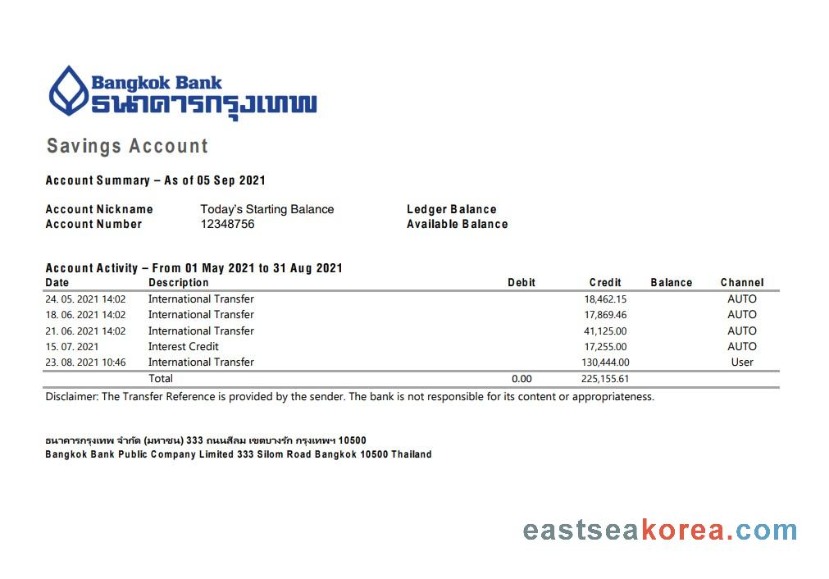 Bangkok Bank
ธนาคารกรุงเทพ
Savings Account
Account Summary – As of 05 Sep 2021
Account Nickname Today's Starting Balance Ledger Balance
Account Number 12348756 Available Balance
Account Activity – From 01 May 2021 to 31 Aug 2021
Date Description Debit Credit Balance Channel
24. 05. 2021 14:02 International Transfer 18,462.15 AUTO
18. 06. 2021 14:02 International Transfer 17,869.46 AUTO
21. 06. 2021 14:02 International Transfer 41,125.00 AUTO
15. 07. 2021 Interest Credit 17,255.00 AUTO
23. 08. 2021 10:46 International Transfer 130,444.00 User
Total 0.00 225,155.61
Disclaimer: The Transfer Reference is provided by the sender. The bank is not responsible for its content or appropriateness.
ธนาคารกรุงเทพ จำกัด (มหาชน) 333 ถนนสีลม เขตบางรัก กรุงเทพฯ 10500
Bangkok Bank Public Company Limited 333 Silom Road Bangkok 10500 Thailand
eastseakorea.com